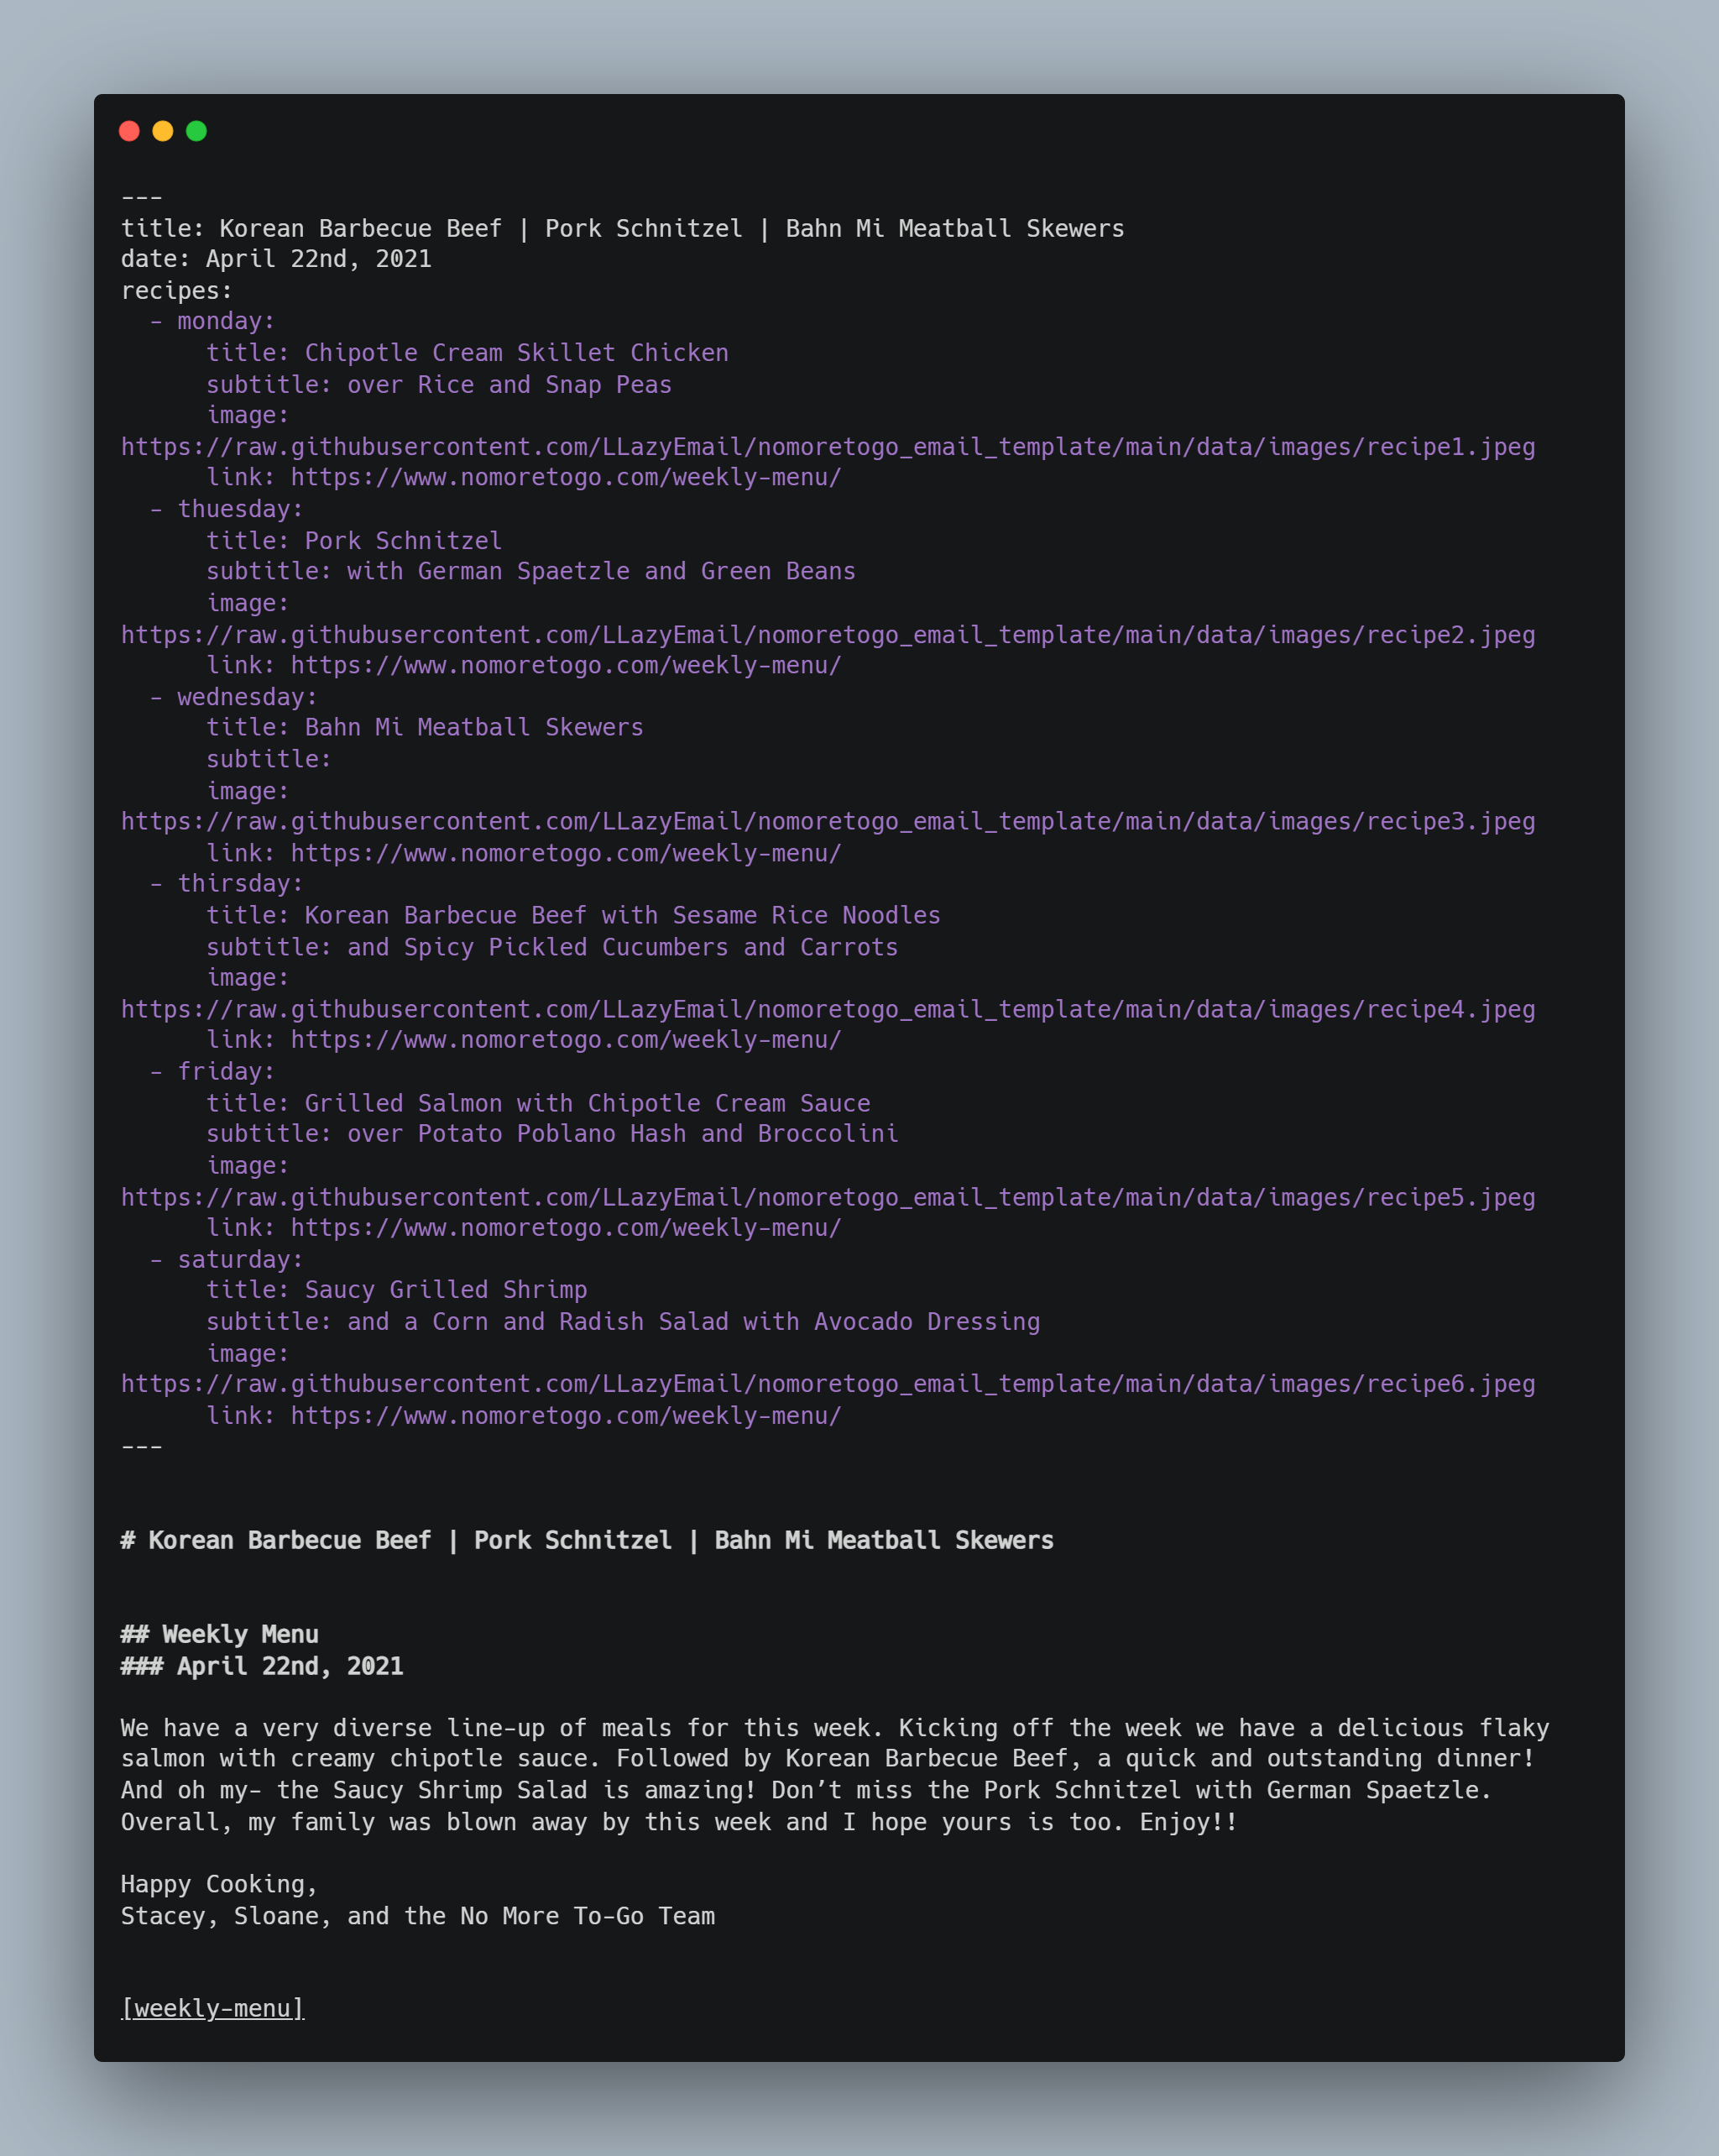 ---
title: Korean Barbecue Beef | Pork Schnitzel | Bahn Mi Meatball Skewers
date: April 22nd, 2021
recipes:
  - monday:
      title: Chipotle Cream Skillet Chicken
      subtitle: over Rice and Snap Peas
      image:
https://raw.githubusercontent.com/LLazyEmail/nomoretogo_email_template/main/data/images/recipe1.jpeg
      link: https://www.nomoretogo.com/weekly-menu/
  - thuesday:
      title: Pork Schnitzel
      subtitle: with German Spaetzle and Green Beans
      image:
https://raw.githubusercontent.com/LLazyEmail/nomoretogo_email_template/main/data/images/recipe2.jpeg
      link: https://www.nomoretogo.com/weekly-menu/
  - wednesday:
      title: Bahn Mi Meatball Skewers
      subtitle:
      image:
https://raw.githubusercontent.com/LLazyEmail/nomoretogo_email_template/main/data/images/recipe3.jpeg
      link: https://www.nomoretogo.com/weekly-menu/
  - thirsday:
      title: Korean Barbecue Beef with Sesame Rice Noodles
      subtitle: and Spicy Pickled Cucumbers and Carrots
      image:
https://raw.githubusercontent.com/LLazyEmail/nomoretogo_email_template/main/data/images/recipe4.jpeg
      link: https://www.nomoretogo.com/weekly-menu/
  - friday:
      title: Grilled Salmon with Chipotle Cream Sauce
      subtitle: over Potato Poblano Hash and Broccolini
      image:
https://raw.githubusercontent.com/LLazyEmail/nomoretogo_email_template/main/data/images/recipe5.jpeg
      link: https://www.nomoretogo.com/weekly-menu/
  - saturday:
      title: Saucy Grilled Shrimp
      subtitle: and a Corn and Radish Salad with Avocado Dressing
      image:
https://raw.githubusercontent.com/LLazyEmail/nomoretogo_email_template/main/data/images/recipe6.jpeg
      link: https://www.nomoretogo.com/weekly-menu/
---
# Korean Barbecue Beef | Pork Schnitzel | Bahn Mi Meatball Skewers
## Weekly Menu
### April 22nd, 2021
We have a very diverse line-up of meals for this week. Kicking off the week we have a delicious flaky
salmon with creamy chipotle sauce. Followed by Korean Barbecue Beef, a quick and outstanding dinner!
And oh my- the Saucy Shrimp Salad is amazing! Don’t miss the Pork Schnitzel with German Spaetzle.
Overall, my family was blown away by this week and I hope yours is too. Enjoy!!
Happy Cooking,
Stacey, Sloane, and the No More To-Go Team
[weekly-menu]